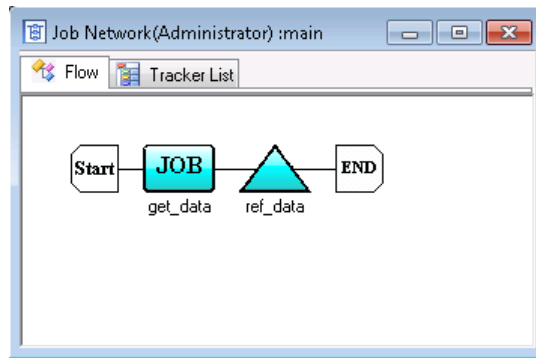 Job Network(Administrator) :main
Flow Tracker List
Start JOB END
get_data ref_data